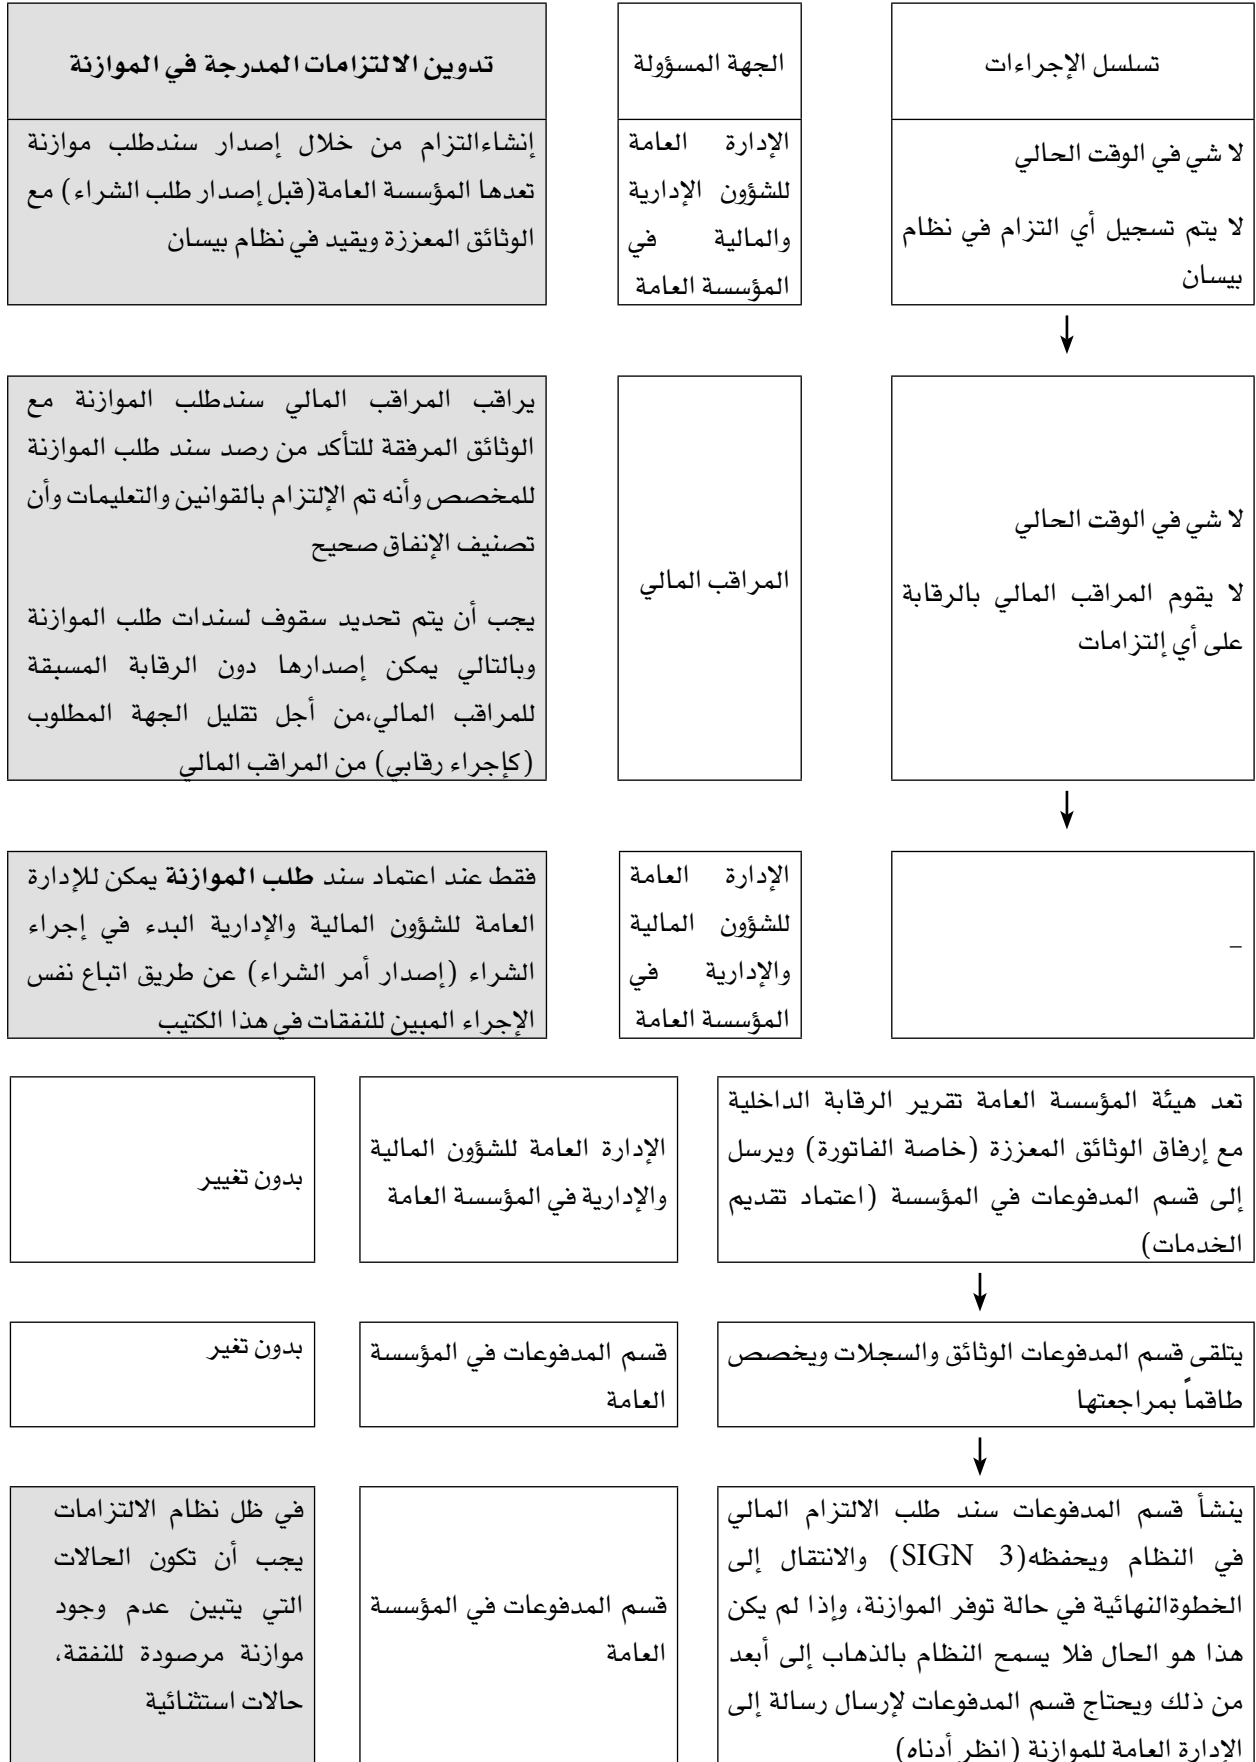 تسلسل الإجراءات
الجهة المسؤولة
تدوين الالتزامات المدرجة في الموازنة
لا شي في الوقت الحالي
لا يتم تسجيل أي التزام في نظام
بيسان
الإدارة العامة
للشؤون الإدارية
والمالية في
المؤسسة العامة
إنشاءالتزام من خلال إصدار سندطلب موازنة
تعدها المؤسسة العامة(قبل إصدار طلب الشراء) مع
الوثائق المعززة ويقيد في نظام بيسان
لا شي في الوقت الحالي
لا يقوم المراقب المالي بالرقابة
على أي إلتزامات
المراقب المالي
يراقب المراقب المالي سندطلب الموازنة مع
الوثائق المرفقة للتأكد من رصد سند طلب الموازنة
للمخصص وأنه تم الإلتزام بالقوانين والتعليمات وأن
تصنيف الإنفاق صحيح
يجب أن يتم تحديد سقوف لسندات طلب الموازنة
وبالتالي يمكن إصدارها دون الرقابة المسبقة
للمراقب المالي،من أجل تقليل الجهة المطلوب
(كإجراء رقابي) من المراقب المالي
–
الإدارة العامة
للشؤون المالية
والإدارية في
المؤسسة العامة
فقط عند اعتماد سند طلب الموازنة يمكن للإدارة
العامة للشؤون المالية والإدارية البدء في إجراء
الشراء (إصدار أمر الشراء) عن طريق اتباع نفس
الإجراء المبين للنفقات في هذا الكتيب
تعد هيئة المؤسسة العامة تقرير الرقابة الداخلية
مع إرفاق الوثائق المعززة (خاصة الفاتورة) ويرسل
إلى قسم المدفوعات في المؤسسة (اعتماد تقديم
الخدمات)
الإدارة العامة للشؤون المالية
والإدارية في المؤسسة العامة
بدون تغيير
يتلقى قسم المدفوعات الوثائق والسجلات ويخصص
طاقماً بمراجعتها
قسم المدفوعات في المؤسسة
العامة
بدون تغير
ينشأ قسم المدفوعات سند طلب الالتزام المالي
في النظام ويحفظه(SIGN 3) والانتقال إلى
الخطوةالنهائية في حالة توفر الموازنة، وإذا لم يكن
هذا هو الحال فلا يسمح النظام بالذهاب إلى أبعد
من ذلك ويحتاج قسم المدفوعات لإرسال رسالة إلى
الإدارة العامة للموازنة (انظر أدناه)
قسم المدفوعات في المؤسسة
العامة
في ظل نظام الالتزامات
يجب أن تكون الحالات
التي يتبين عدم وجود
موازنة مرصودة للنفقة،
حالات استثنائية